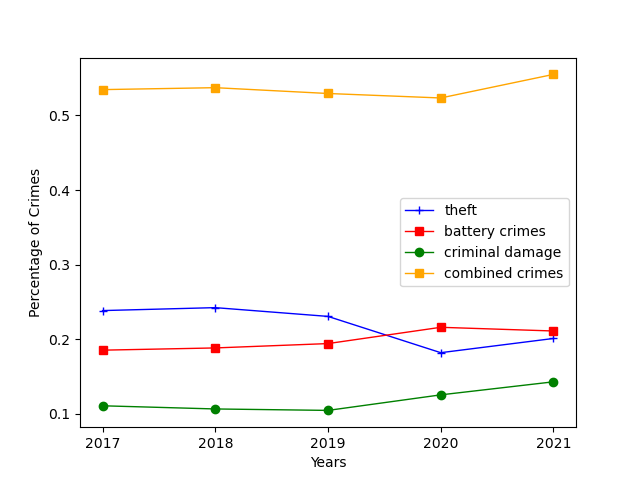 0.5
0.4
0.3
0.2
0.1
Percentage of Crimes
theft
battery crimes
criminal damage
combined crimes
2017 2018 2019 2020 2021
Years